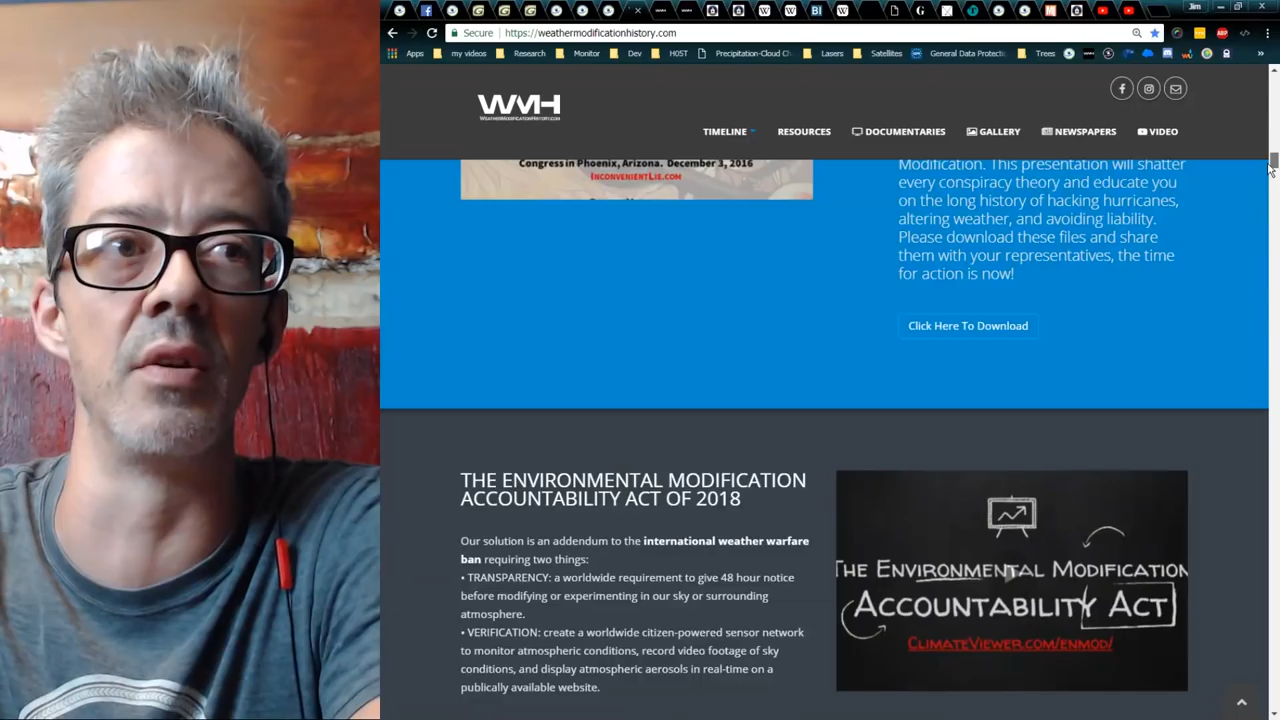 Jim
Secure
https://weathermodificationhistory.com
Apps
my videos
Research
Monitor
Dev
H0ST
Precipitation-Cloud Ch
Lasers
Satellites
General Data Protecti
Trees
WMH
WEATHERMODIFICATIONHISTORY.COM
TIMELINE
RESOURCES
DOCUMENTARIES
GALLERY
NEWSPAPERS
VIDEO
Congress in Phoenix, Arizona. December 3, 2016
InconvenientLie.com
Modification. This presentation will shatter
every conspiracy theory and educate you
on the long history of hacking hurricanes,
altering weather, and avoiding liability.
Please download these files and share
them with your representatives, the time
for action is now!
Click Here To Download
THE ENVIRONMENTAL MODIFICATION
ACCOUNTABILITY ACT OF 2018
Our solution is an addendum to the international weather warfare
ban requiring two things:
• TRANSPARENCY: a worldwide requirement to give 48 hour notice
before modifying or experimenting in our sky or surrounding
atmosphere.
• VERIFICATION: create a worldwide citizen-powered sensor network
to monitor atmospheric conditions, record video footage of sky
conditions, and display atmospheric aerosols in real-time on a
publically available website.
The Environmental Modification
Accountability Act
ClimateViewer.com/enmod/